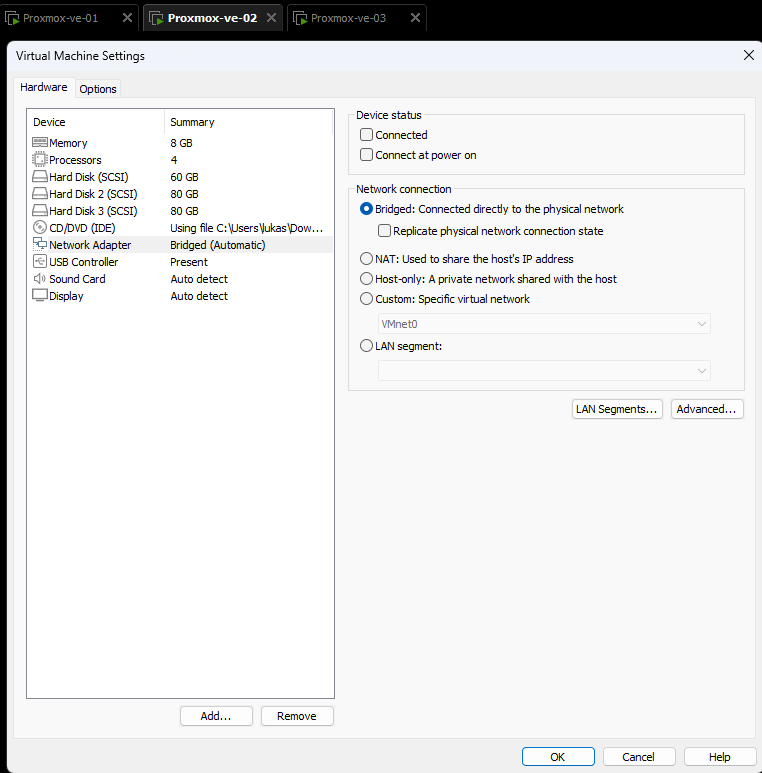 Proxmox-ve-01 Proxmox-ve-02 Proxmox-ve-03
Virtual Machine Settings
Hardware Options
Device Summary
Memory 8 GB
Processors 4
Hard Disk (SCSI) 60 GB
Hard Disk 2 (SCSI) 80 GB
Hard Disk 3 (SCSI) 80 GB
CD/DVD (IDE) Using file C:\Users\lukas\Dow...
Network Adapter Bridged (Automatic)
USB Controller Present
Sound Card Auto detect
Display Auto detect
Add... Remove
Device status
Connected
Connect at power on
Network connection
Bridged: Connected directly to the physical network
Replicate physical network connection state
NAT: Used to share the host's IP address
Host-only: A private network shared with the host
Custom: Specific virtual network
VMnet0
LAN segment:
LAN Segments... Advanced...
OK Cancel Help